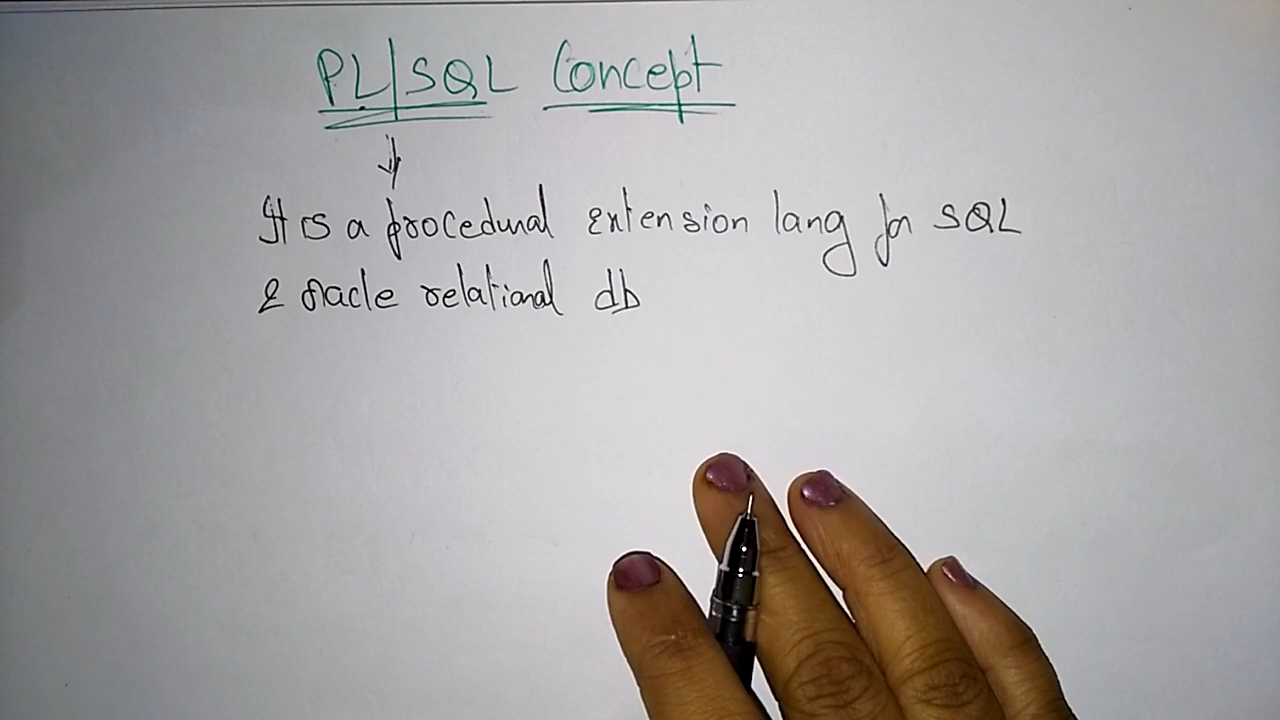 PL/SQL Concept
It is a procedural extension lang for SQL
& oracle relational db